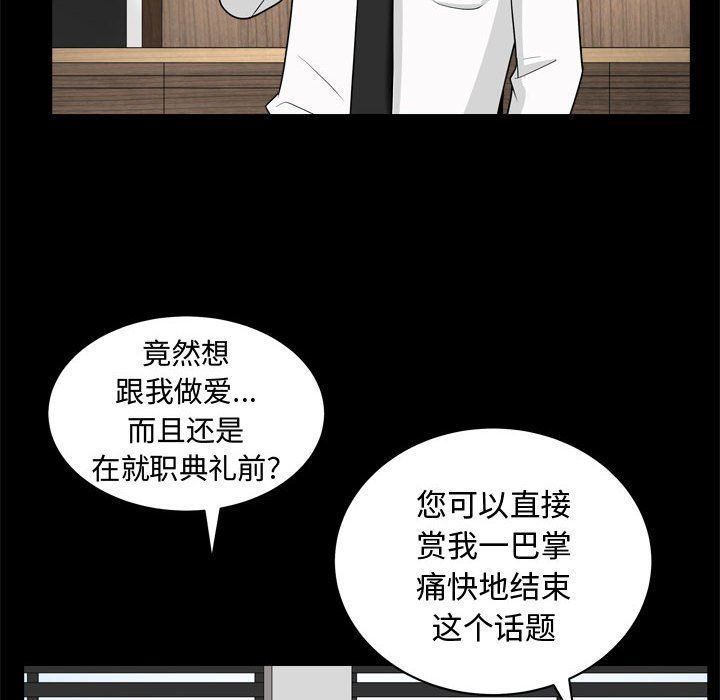 竟然想
跟我做爱...
而且还是
在就职典礼前?
您可以直接
赏我一巴掌
痛快地结束
这个话题